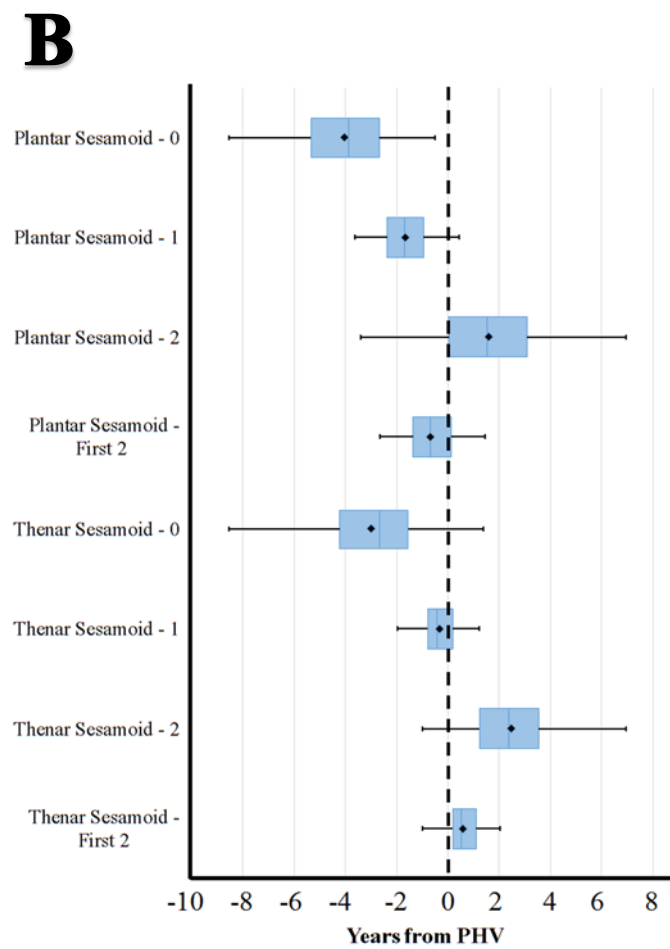 B
Plantar Sesamoid - 0
Plantar Sesamoid - 1
Plantar Sesamoid - 2
Plantar Sesamoid -
First 2
Thenar Sesamoid - 0
Thenar Sesamoid - 1
Thenar Sesamoid - 2
Thenar Sesamoid -
First 2
-10 -8 -6 -4 -2 0 2 4 6 8
Years from PHV